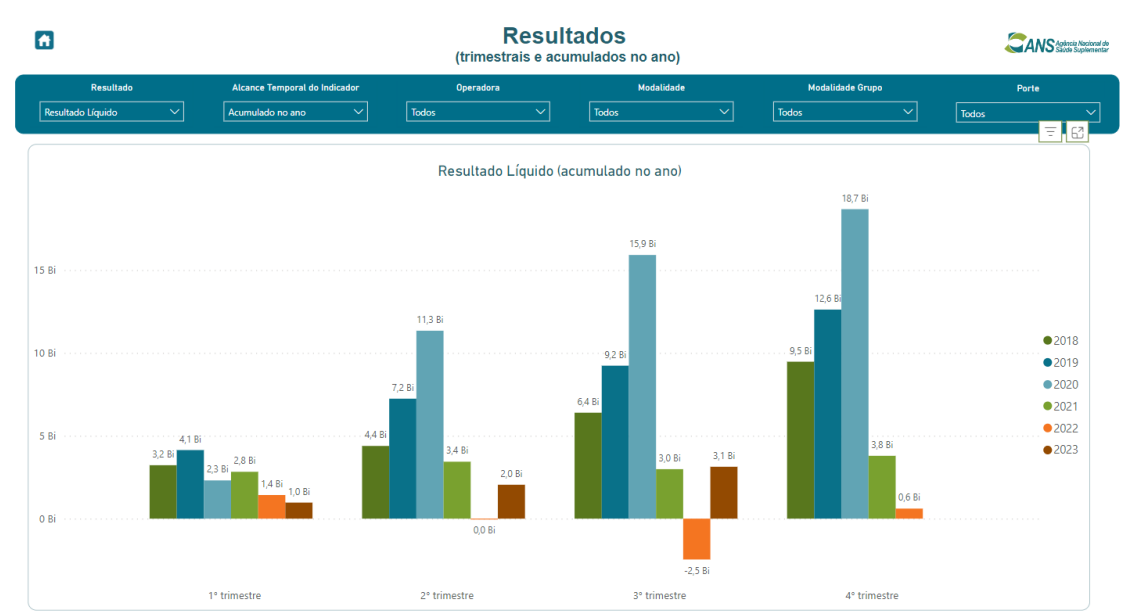 Resultados
(trimestrais e acumulados no ano)
ANS Agência Nacional de
Saúde Suplementar
Resultado
Alcance Temporal do Indicador
Operadora
Modalidade
Modalidade Grupo
Porte
Resultado Líquido
Acumulado no ano
Todos
Todos
Todos
Todos
Resultado Líquido (acumulado no ano)
18,7 Bi
15,9 Bi
15 Bi
12,6 Bi
11,3 Bi
10 Bi
9,2 Bi
9,5 Bi
7,2 Bi
6,4 Bi
5 Bi
4,1 Bi
4,4 Bi
3,2 Bi
2,3 Bi
2,8 Bi
1,4 Bi
1,0 Bi
3,4 Bi
2,0 Bi
3,0 Bi
3,1 Bi
3,8 Bi
0,6 Bi
0 Bi
0,0 Bi
-2,5 Bi
2018
2019
2020
2021
2022
2023
1° trimestre
2° trimestre
3° trimestre
4° trimestre